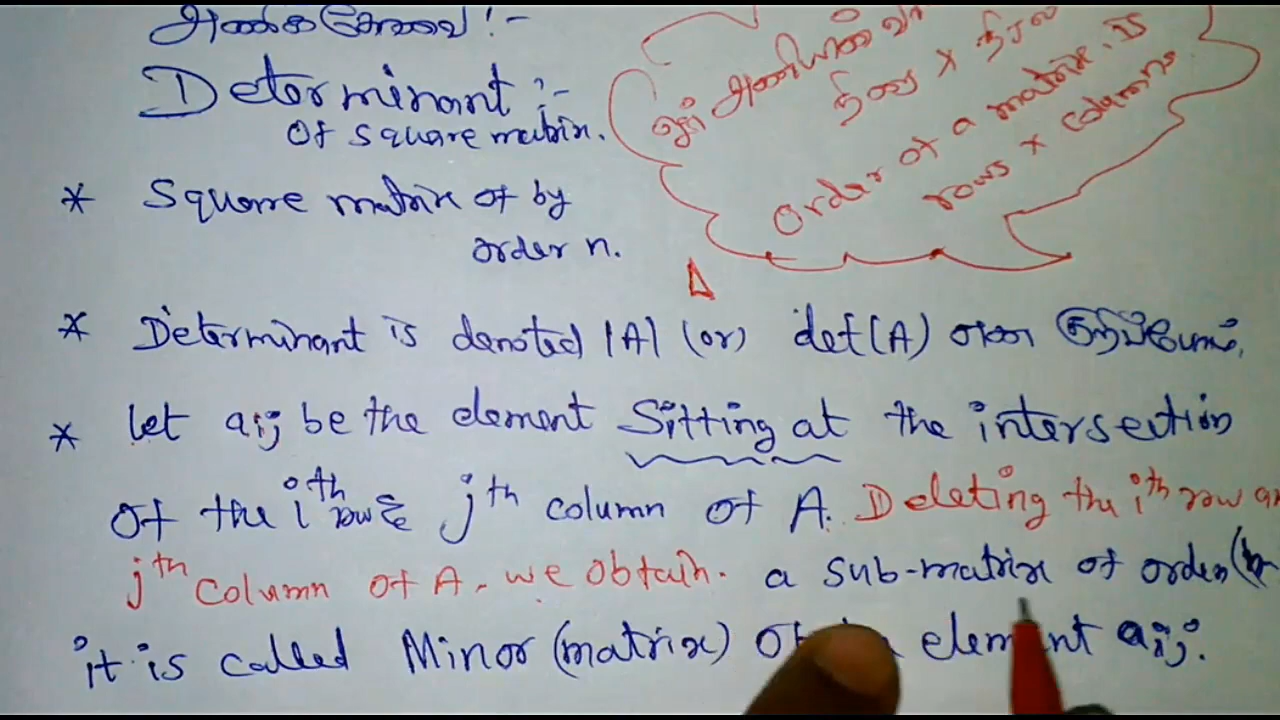 அணிக்கோவை :-
Determinant :-
Of square matrix.
ஓர் அணியின்
நிரை x நிரல்
Order of a matrix. is
rows x columns
* Square matrix of by
order n.
* Determinant is denoted |A| (or) det(A) என குறிப்போம்.
* Let aij be the element Sitting at the intersection
Of the ith row & jth column of A. Deleting the ith row
jth column of A. we obtain. a sub-matrix of order
it is called Minor (matrix) Of element aij.